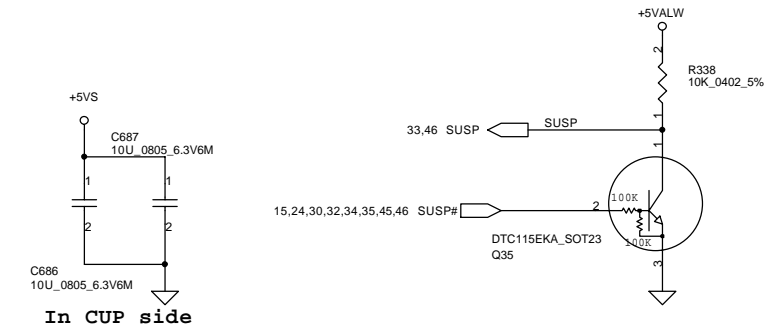 +5VALW
2
R338
10K_0402_5%
1
+5VS
C687
10U_0805_6.3V6M
33,46 SUSP
SUSP
1
1
1
100K
15,24,30,32,34,35,45,46 SUSP#
2
2
2
DTC115EKA_SOT23
100K
Q35
3
C686
10U_0805_6.3V6M
In CUP side